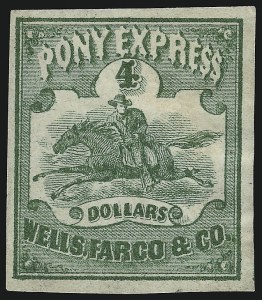 PONY EXPRESS
4
DOLLARS
WELLS, FARGO & CO.